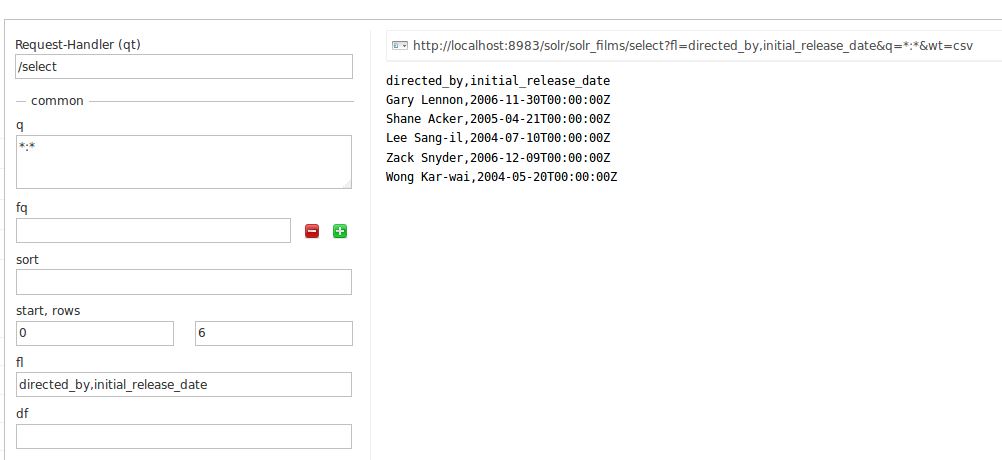 Request-Handler (qt)
/select
common
q
*:*
fq
sort
start, rows
0
6
fl
directed_by,initial_release_date
df
http://localhost:8983/solr/solr_films/select?fl=directed_by,initial_release_date&q=*:*&wt=csv
directed_by,initial_release_date
Gary Lennon,2006-11-30T00:00:00Z
Shane Acker,2005-04-21T00:00:00Z
Lee Sang-il,2004-07-10T00:00:00Z
Zack Snyder,2006-12-09T00:00:00Z
Wong Kar-wai,2004-05-20T00:00:00Z